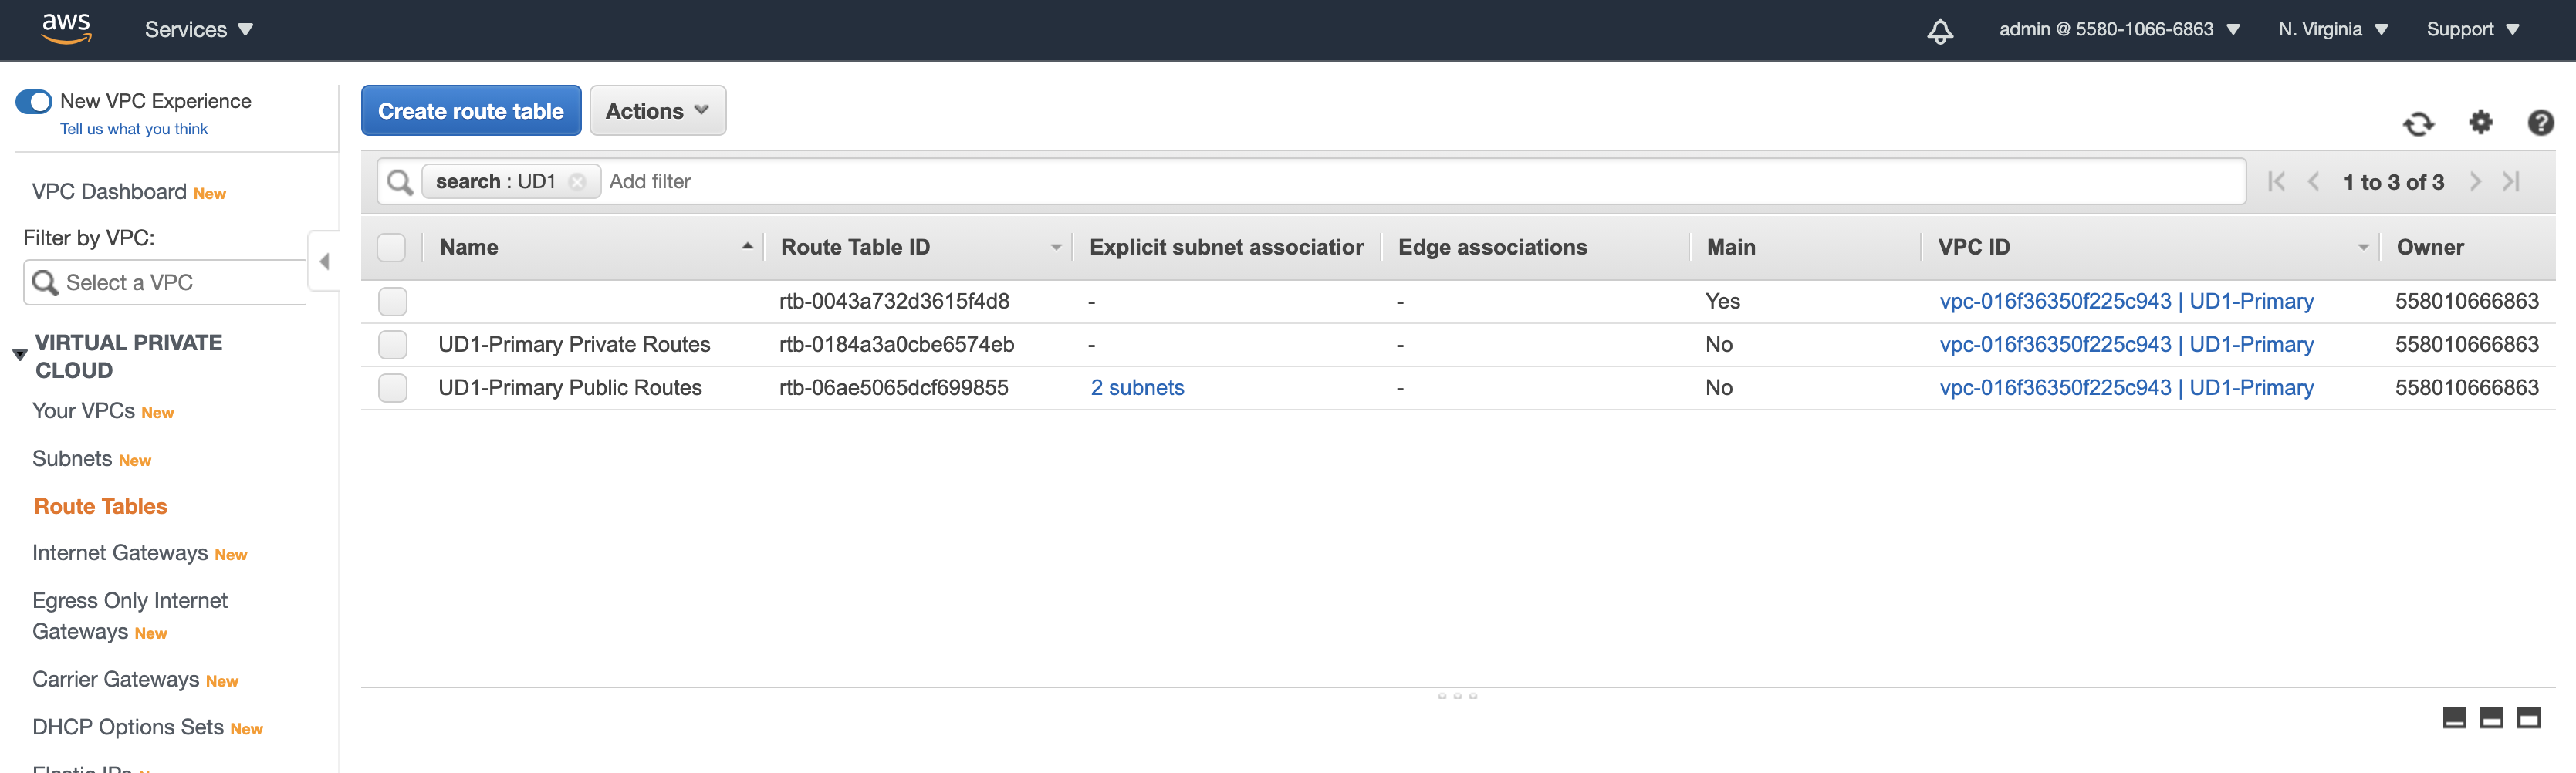 aws Services admin @ 5580-1066-6863 N. Virginia Support
New VPC Experience
Tell us what you think
VPC Dashboard New
Filter by VPC:
Select a VPC
VIRTUAL PRIVATE
CLOUD
Your VPCs New
Subnets New
Route Tables
Internet Gateways New
Egress Only Internet
Gateways New
Carrier Gateways New
DHCP Options Sets New
Create route table Actions
search : UD1 Add filter 1 to 3 of 3
Name Route Table ID Explicit subnet association Edge associations Main VPC ID Owner
rtb-0043a732d3615f4d8 - - Yes vpc-016f36350f225c943 | UD1-Primary 558010666863
UD1-Primary Private Routes rtb-0184a3a0cbe6574eb - - No vpc-016f36350f225c943 | UD1-Primary 558010666863
UD1-Primary Public Routes rtb-06ae5065dcf699855 2 subnets - No vpc-016f36350f225c943 | UD1-Primary 558010666863